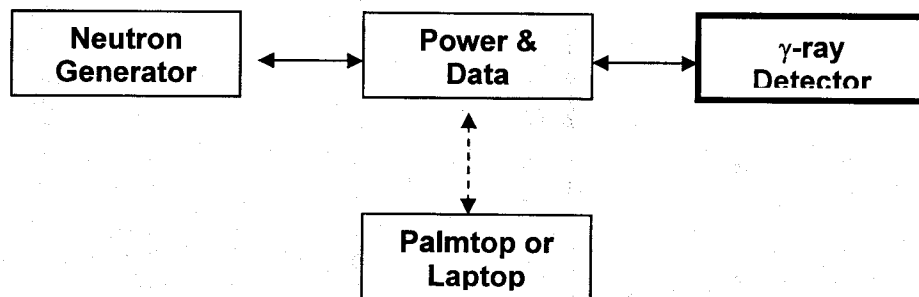 Neutron
Generator
Power &
Data
γ-ray
Detector
Palmtop or
Laptop